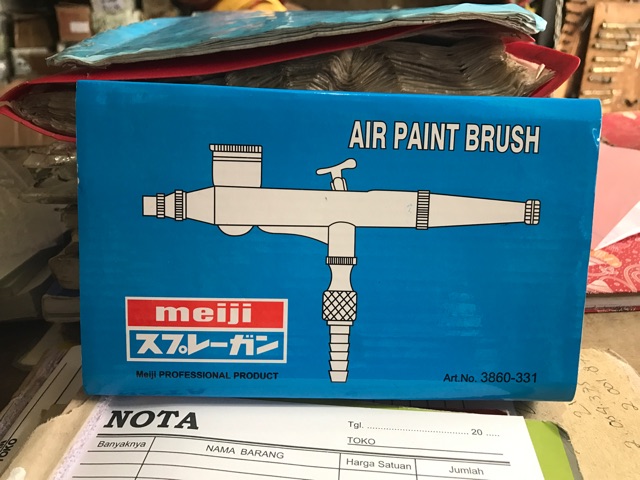 AIR PAINT BRUSH
meiji
スプレーガン
Meiji PROFESSIONAL PRODUCT
Art.No. 3860-331
NOTA
Tgl. .................................... 20 .....
TOKO
Banyaknya
NAMA BARANG
Harga Satuan
Jumlah
TOKO